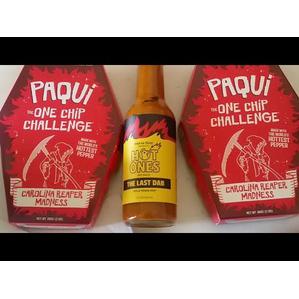 PAQUI
THE ONE CHIP
CHALLENGE
MADE WITH
THE WORLD'S
HOTTEST
PEPPER
CAROLINA REAPER
MADNESS
HOT
ONES
THE LAST DAB
PAQUI
THE ONE CHIP
CHALLENGE
MADE WITH
THE WORLD'S
HOTTEST
PEPPER
CAROLINA REAPER
MADNESS